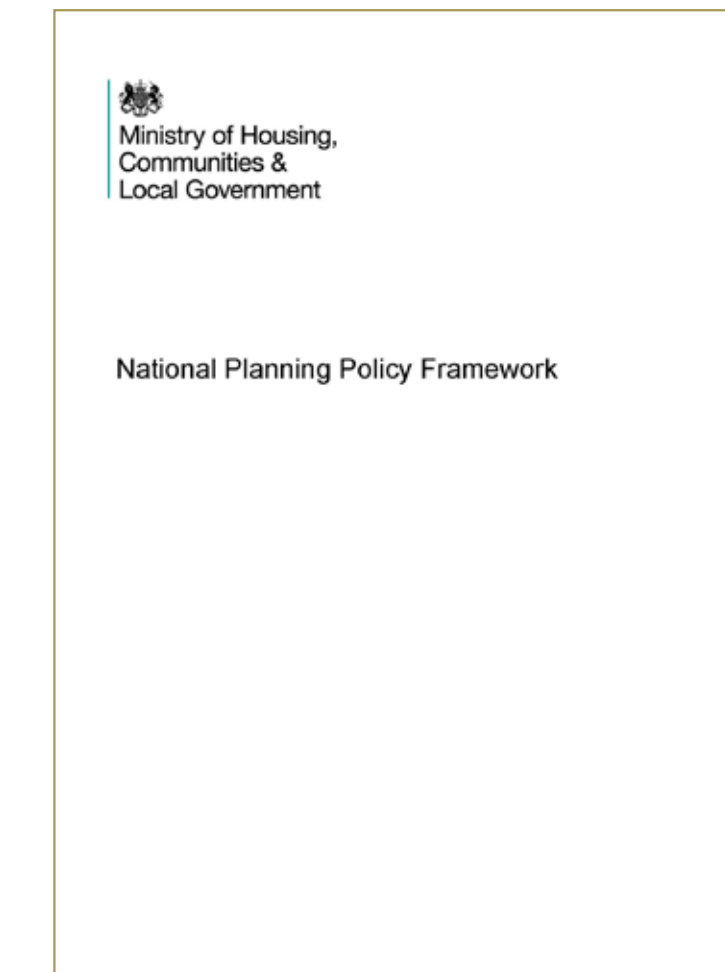 Ministry of Housing,
Communities &
Local Government
National Planning Policy Framework